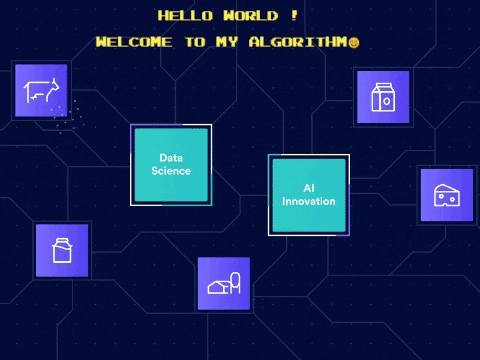 HELLO WORLD !
WELCOME TO MY ALGORITHM😊
Data
Science
AI
Innovation